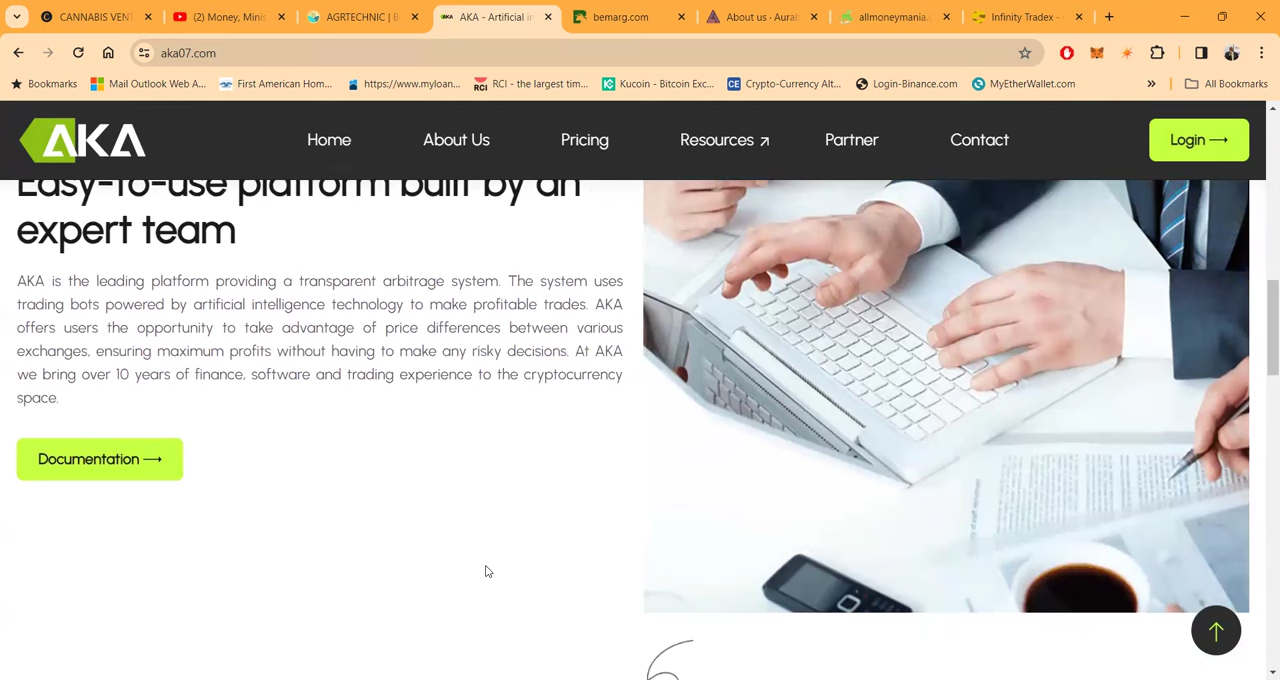 CANNABIS VENT
(2) Money, Minis
AGRTECHNIC | B
AKA - Artificial in
bemarg.com
About us · Aurab
allmoneymania.c
Infinity Tradex -
aka07.com
Bookmarks
Mail Outlook Web A...
First American Hom...
https://www.myloan...
RCI - the largest tim...
Kucoin - Bitcoin Exc...
Crypto-Currency Alt...
Login-Binance.com
MyEtherWallet.com
All Bookmarks
AKA
Home
About Us
Pricing
Resources
Partner
Contact
Login
Easy-to-use platform built by an
expert team
AKA is the leading platform providing a transparent arbitrage system. The system uses
trading bots powered by artificial intelligence technology to make profitable trades. AKA
offers users the opportunity to take advantage of price differences between various
exchanges, ensuring maximum profits without having to make any risky decisions. At AKA
we bring over 10 years of finance, software and trading experience to the cryptocurrency
space.
Documentation